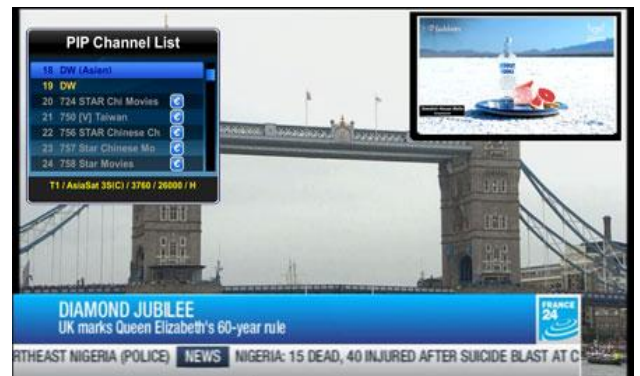 PIP Channel List
18 DW (Asien)
19 DW
20 724 STAR Chi Movies
21 750 [V] Taiwan
22 756 STAR Chinese Ch
23 757 Star Chinese Mo
24 758 Star Movies
T1 / AsiaSat 3S(C) / 3760 / 26000 / H
DIAMOND JUBILEE
UK marks Queen Elizabeth's 60-year rule
FRANCE
24
RTHEAST NIGERIA (POLICE) NEWS NIGERIA: 15 DEAD, 40 INJURED AFTER SUICIDE BLAST AT C